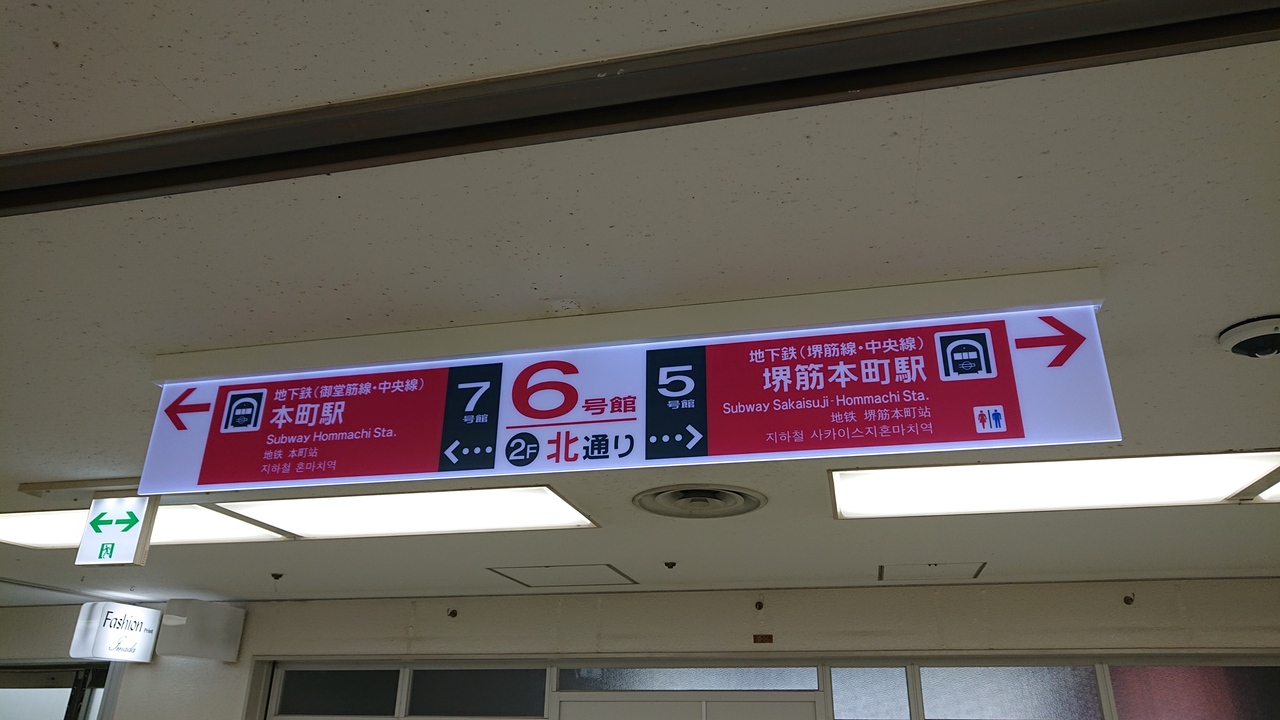 地下鉄(御堂筋線・中央線)
本町駅
Subway Hommachi Sta.
地铁 本町站
지하철 혼마치역
7
号館
6号館
2F 北通り
5
号館
地下鉄(堺筋線・中央線)
堺筋本町駅
Subway Sakaisuji-Hommachi Sta.
地铁 堺筋本町站
지하철 사카이스지혼마치역
Fashion